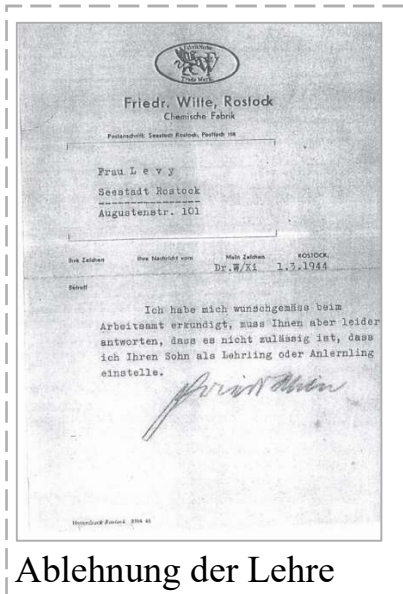 Fabrikmarke
Trade Mark
Friedr. Witte, Rostock
Chemische Fabrik
Postanschrift: Seestadt Rostock, Postfach
Frau L e v y
Seestadt Rostock
Augustenstr. 101
Ihre Zeichen Ihre Nachricht vom Mein Zeichen ROSTOCK,
Dr.W/Ki 1.3.1944
Betreff
Ich habe mich wunschgemäss beim
Arbeitsamt erkundigt, muss Ihnen aber leider
antworten, dass es nicht zulässig ist, dass
ich Ihren Sohn als Lehrling oder Anlernling
einstelle.
Rostock
Ablehnung der Lehre